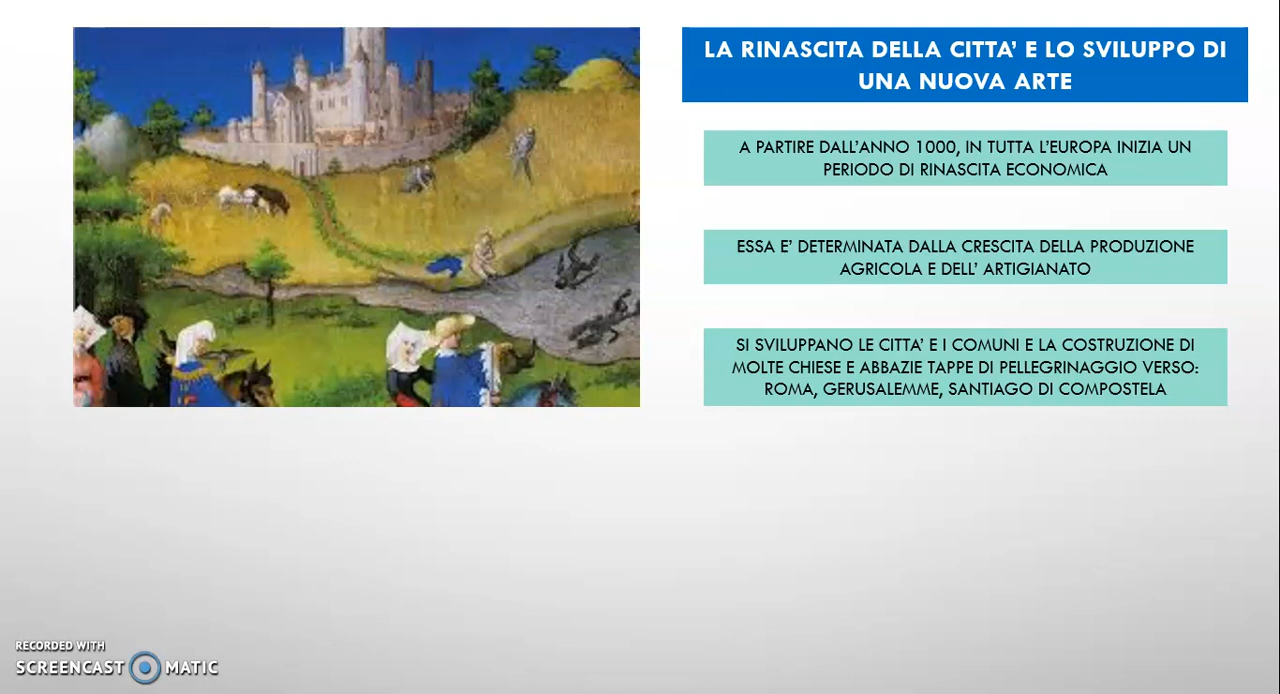 LA RINASCITA DELLA CITTA' E LO SVILUPPO DI
UNA NUOVA ARTE
A PARTIRE DALL'ANNO 1000, IN TUTTA L'EUROPA INIZIA UN
PERIODO DI RINASCITA ECONOMICA
ESSA E' DETERMINATA DALLA CRESCITA DELLA PRODUZIONE
AGRICOLA E DELL' ARTIGIANATO
SI SVILUPPANO LE CITTA' E I COMUNI E LA COSTRUZIONE DI
MOLTE CHIESE E ABBAZIE TAPPE DI PELLEGRINAGGIO VERSO:
ROMA, GERUSALEMME, SANTIAGO DI COMPOSTELA
RECORDED WITH
SCREENCAST MATIC